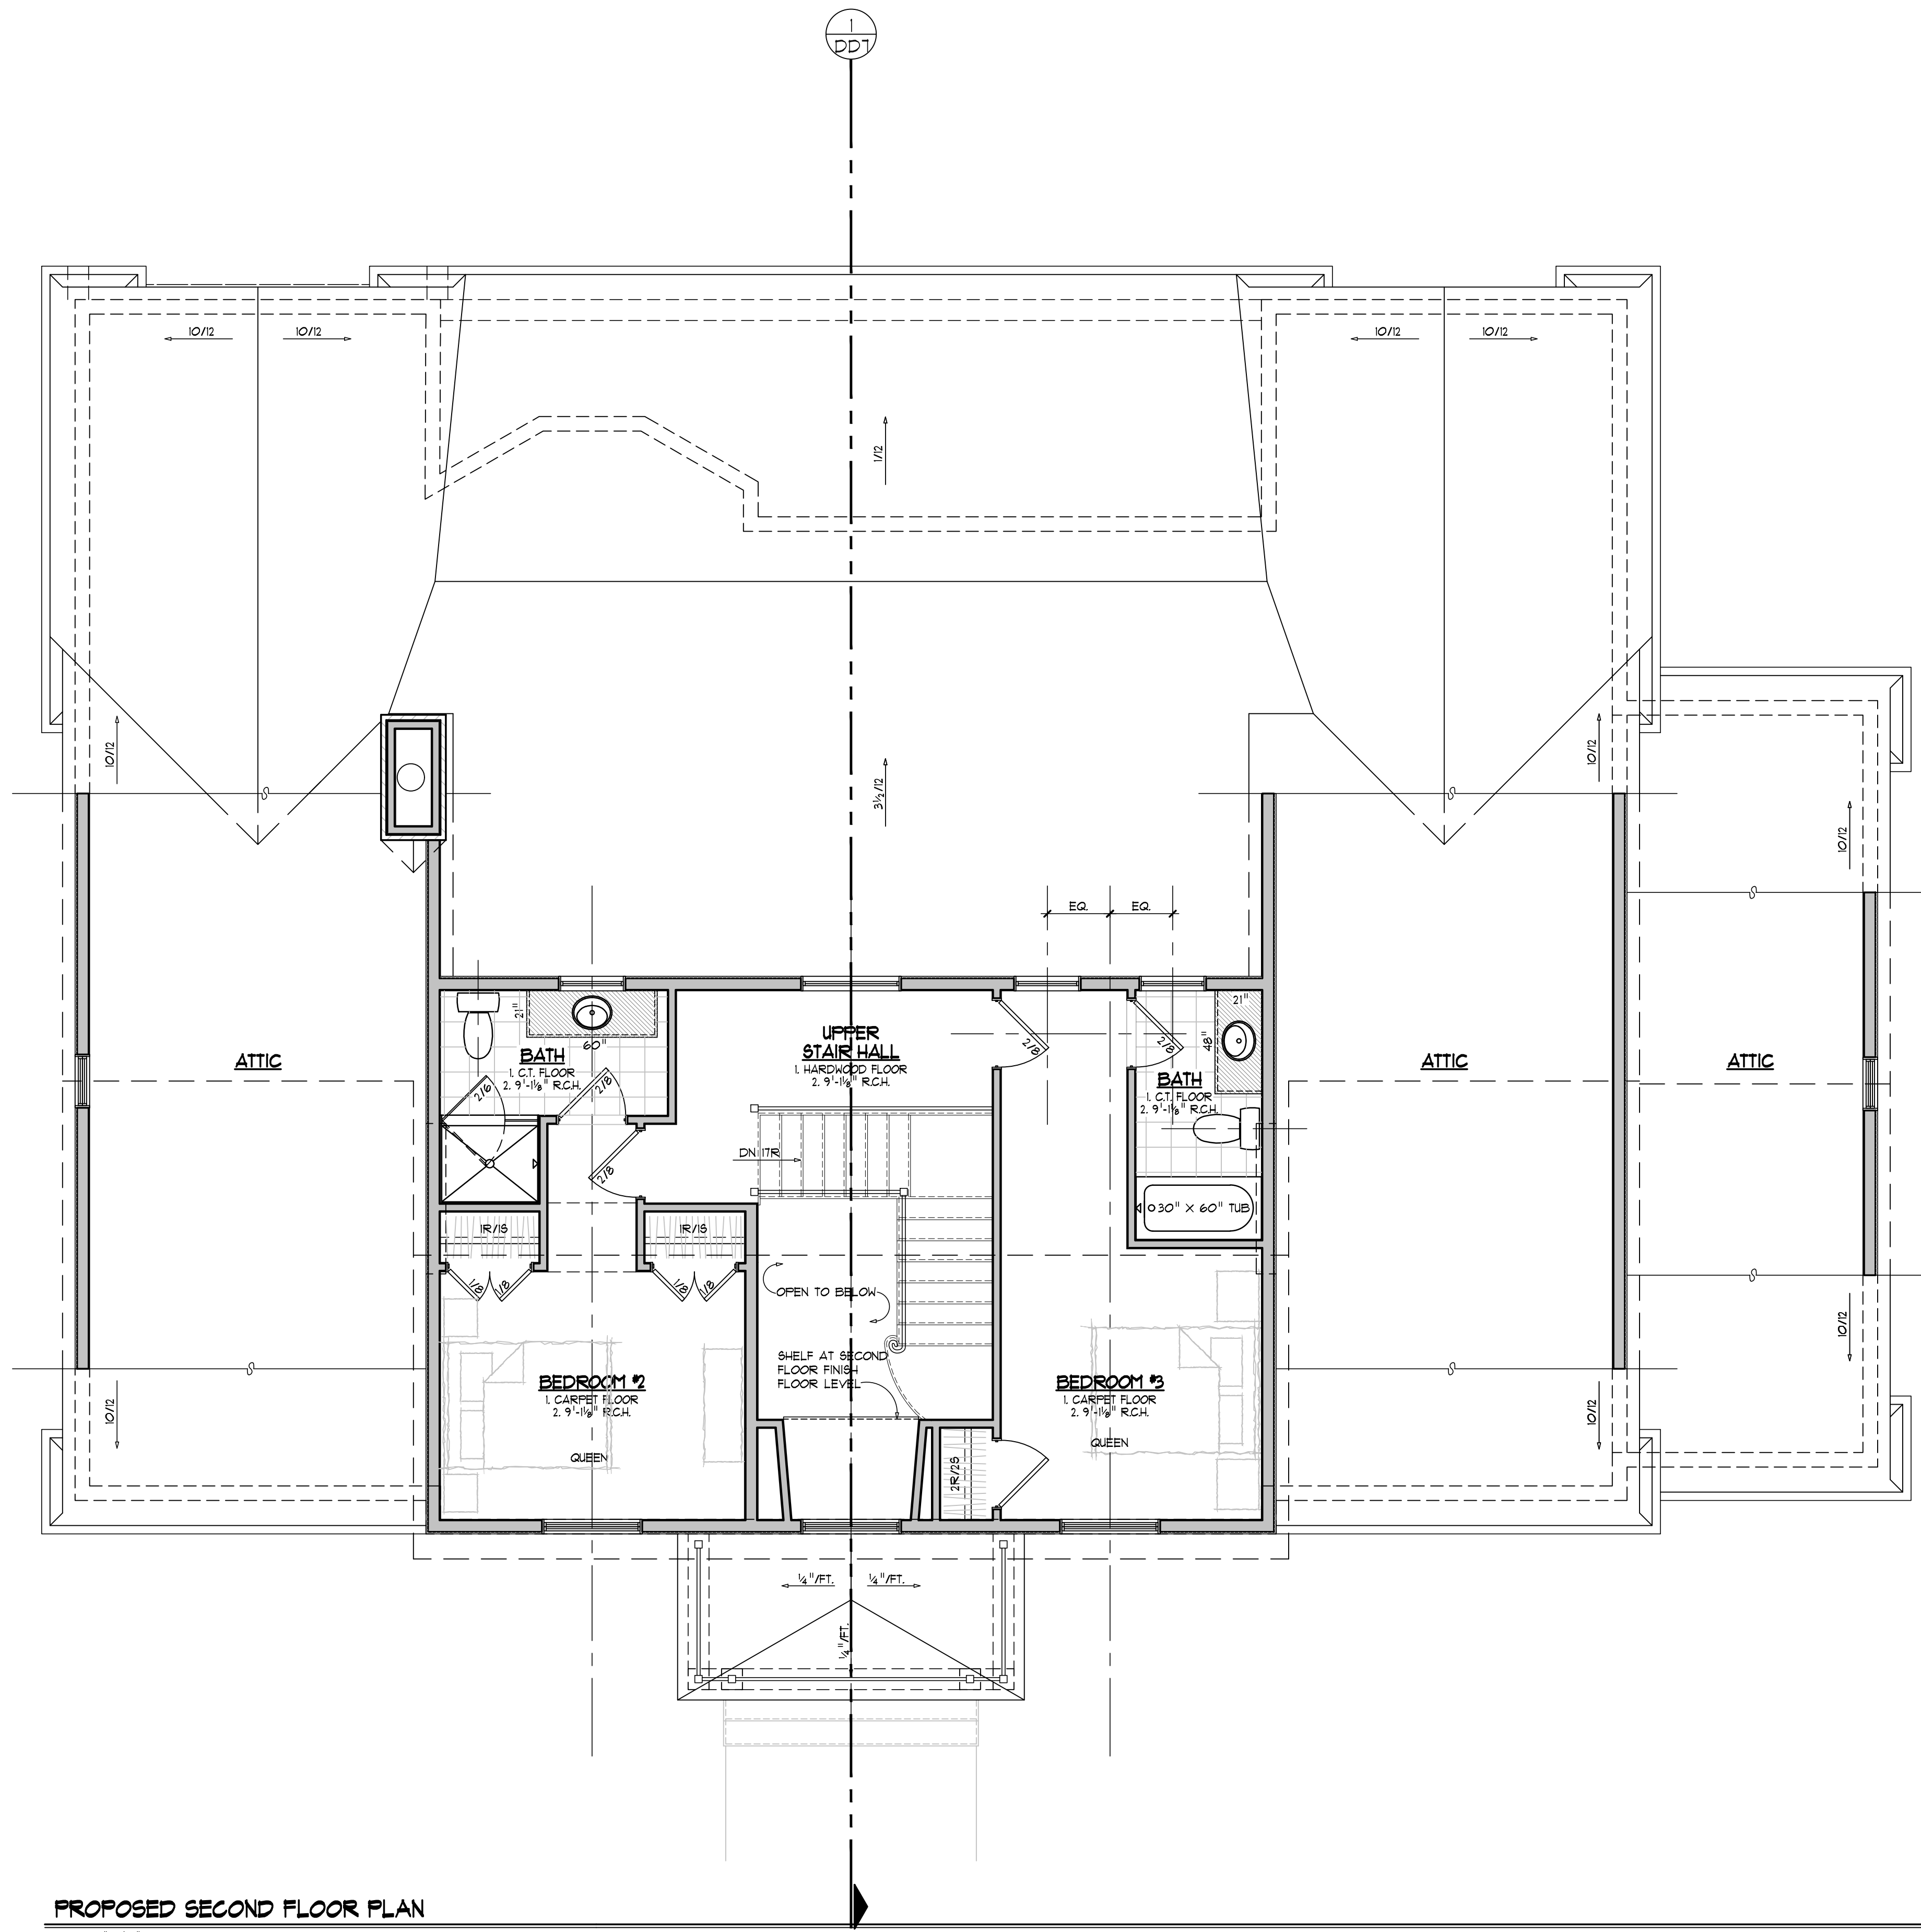 1
DD7
10/12
10/12
10/12
10/12
1/12
10/12
3½/12
10/12
10/12
EQ.
EQ.
21"
60"
BATH
1. C.T. FLOOR
2. 9'-1⅛" R.C.H.
2/6
2/8
2/8
UPPER
STAIR HALL
1. HARDWOOD FLOOR
2. 9'-1⅛" R.C.H.
2/8
2/8
21"
48"
BATH
1. C.T. FLOOR
2. 9'-1⅛" R.C.H.
ATTIC
ATTIC
ATTIC
DN 17R
30" X 60" TUB
1R/1S
1R/1S
1/8
1/8
1/8
1/8
OPEN TO BELOW
SHELF AT SECOND
FLOOR FINISH
FLOOR LEVEL
BEDROOM #2
1. CARPET FLOOR
2. 9'-1⅛" R.C.H.
QUEEN
BEDROOM #3
1. CARPET FLOOR
2. 9'-1⅛" R.C.H.
QUEEN
2R/2S
10/12
10/12
10/12
¼"/FT.
¼"/FT.
¼"/FT.
PROPOSED SECOND FLOOR PLAN